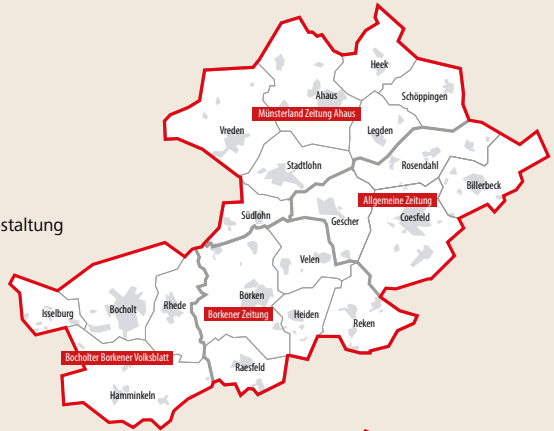 Heek
Ahaus
Schöppingen
Münsterland Zeitung Ahaus
Vreden
Legden
Stadtlohn
Rosendahl
Billerbeck
Allgemeine Zeitung
Südlohn
Gescher
Coesfeld
staltung
Velen
Borken
Isselburg
Bocholt
Rhede
Borkener Zeitung
Heiden
Reken
Bocholter Borkener Volksblatt
Raesfeld
Hamminkeln